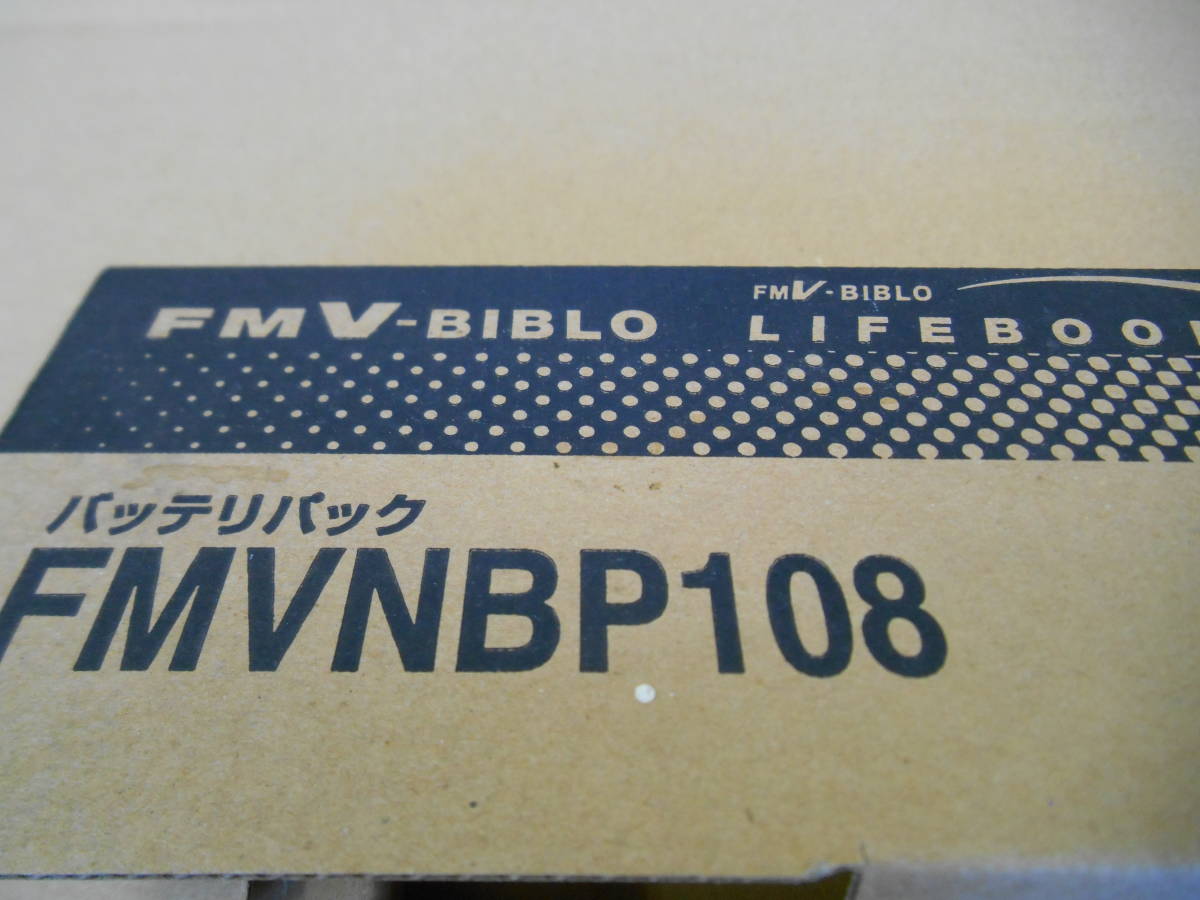 FMV-BIBLO
FMV-BIBLO
LIFEBOO
バッテリパック
FMVNBP108